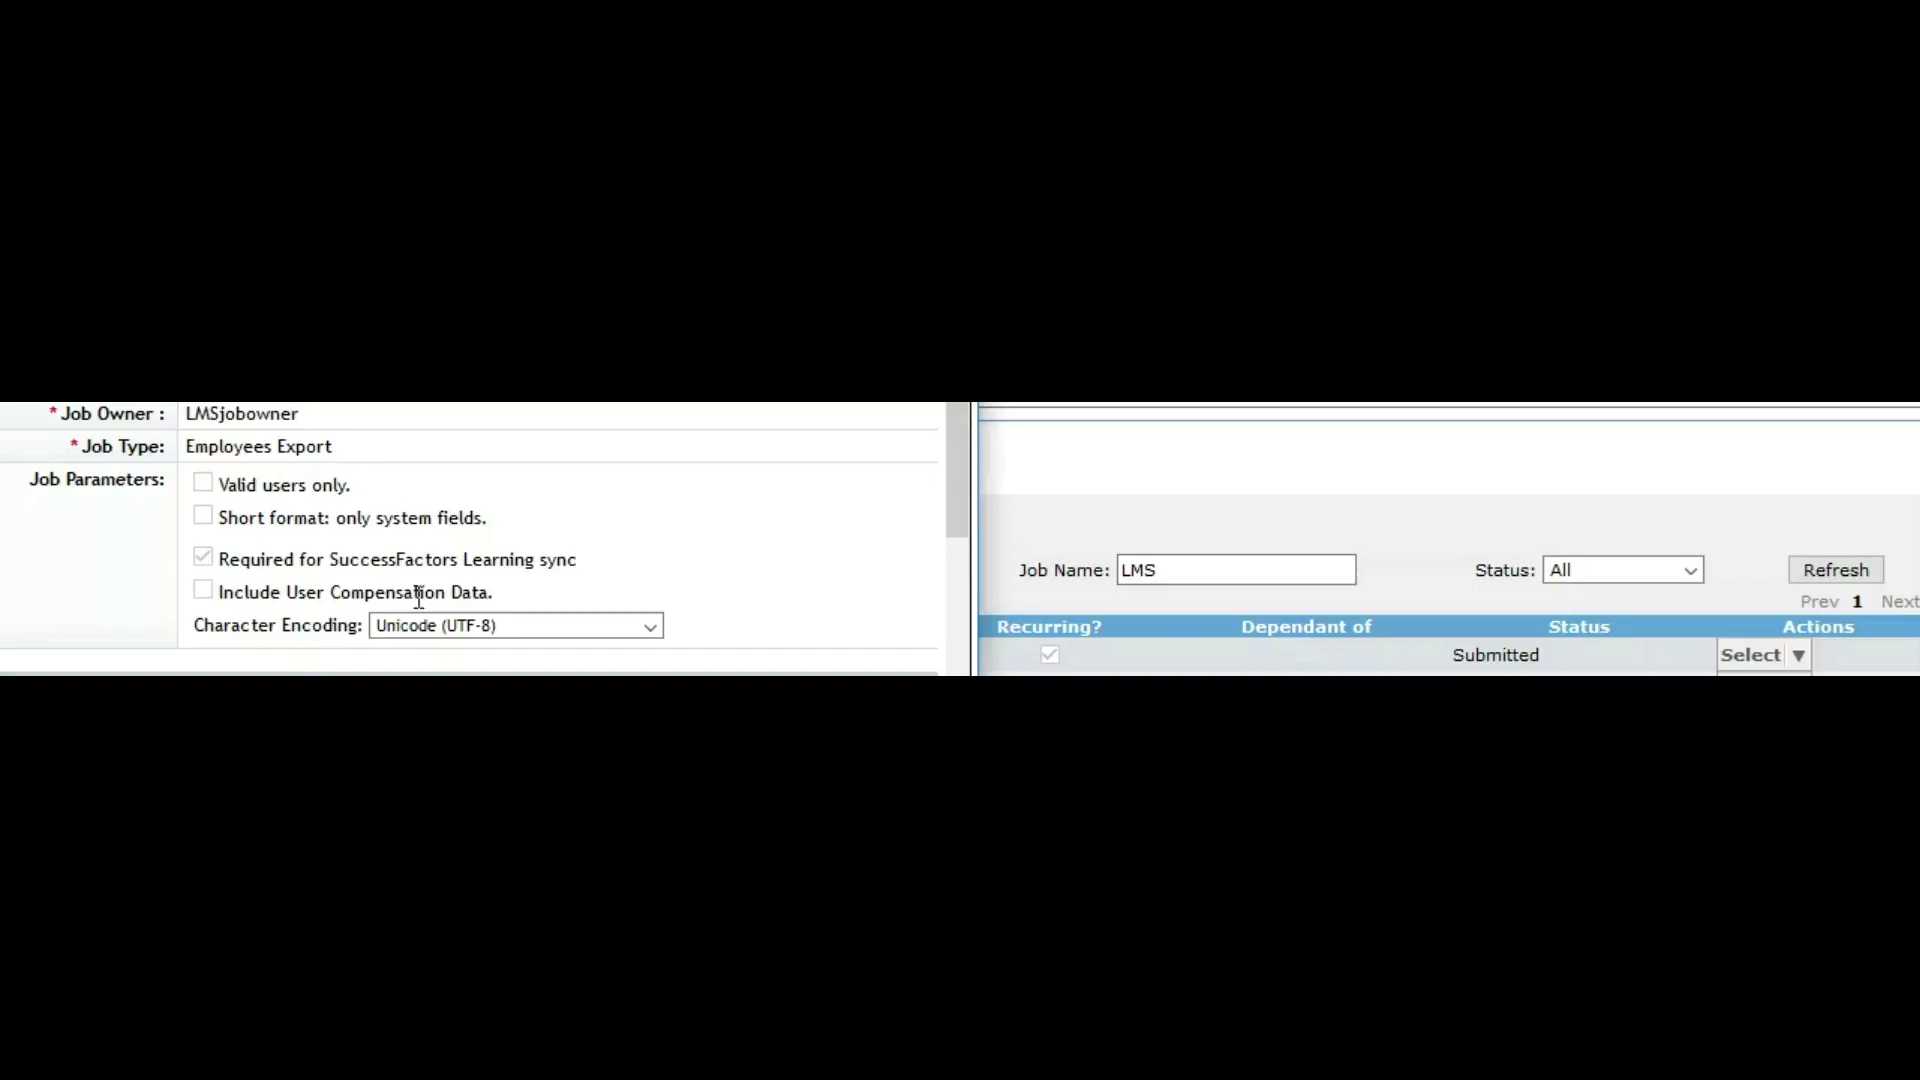 * Job Owner : LMSjobowner
* Job Type: Employees Export
Job Parameters:
Valid users only.
Short format: only system fields.
Required for SuccessFactors Learning sync
Include User Compensation Data.
Character Encoding: Unicode (UTF-8)
Job Name: LMS Status: All Refresh
Prev 1 Next
Recurring? Dependant of Status Actions
Submitted Select ▼